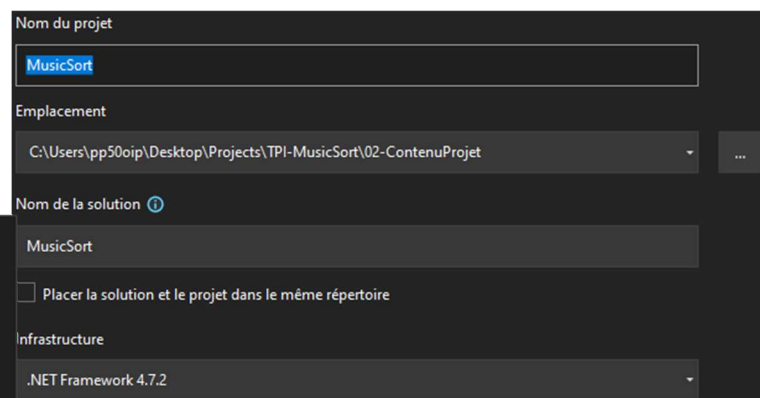 Nom du projet
MusicSort
Emplacement
C:\Users\pp50oip\Desktop\Projects\TPI-MusicSort\02-ContenuProjet
...
Nom de la solution
MusicSort
Placer la solution et le projet dans le même répertoire
Infrastructure
.NET Framework 4.7.2